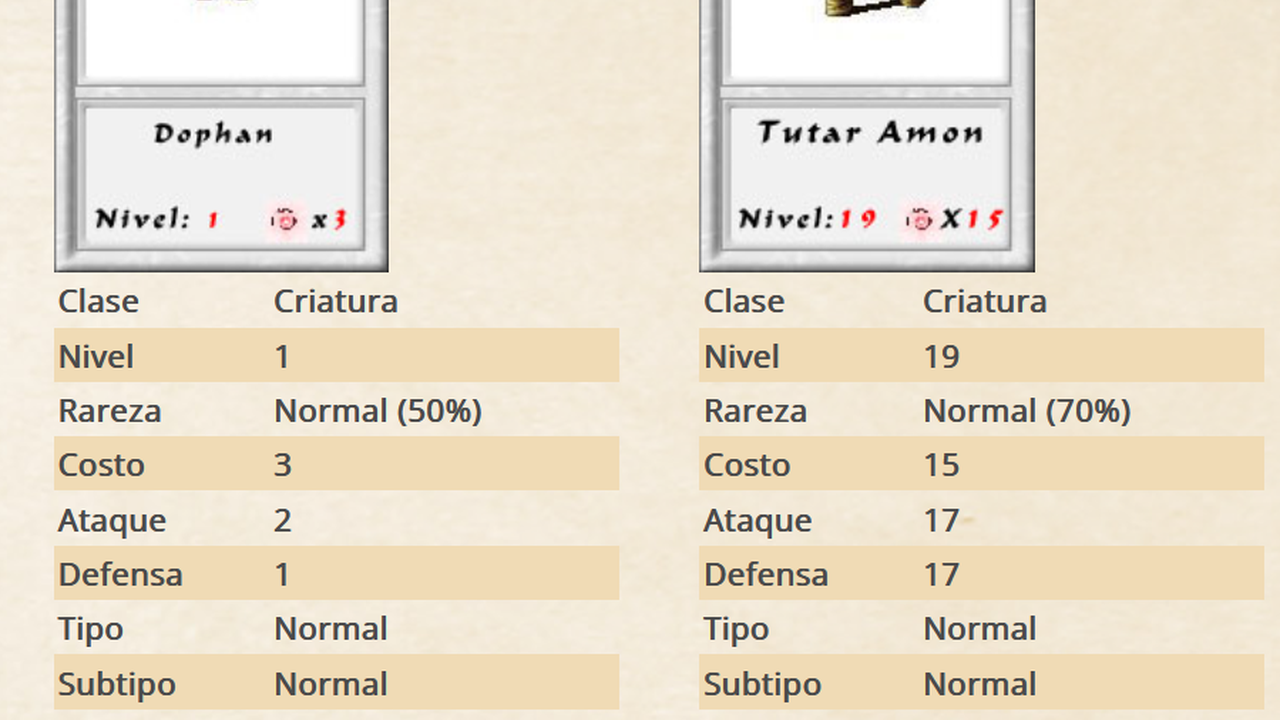 Dophan
Nivel: 1 x3
Clase Criatura
Nivel 1
Rareza Normal (50%)
Costo 3
Ataque 2
Defensa 1
Tipo Normal
Subtipo Normal
Tutar Amon
Nivel:19 X15
Clase Criatura
Nivel 19
Rareza Normal (70%)
Costo 15
Ataque 17
Defensa 17
Tipo Normal
Subtipo Normal